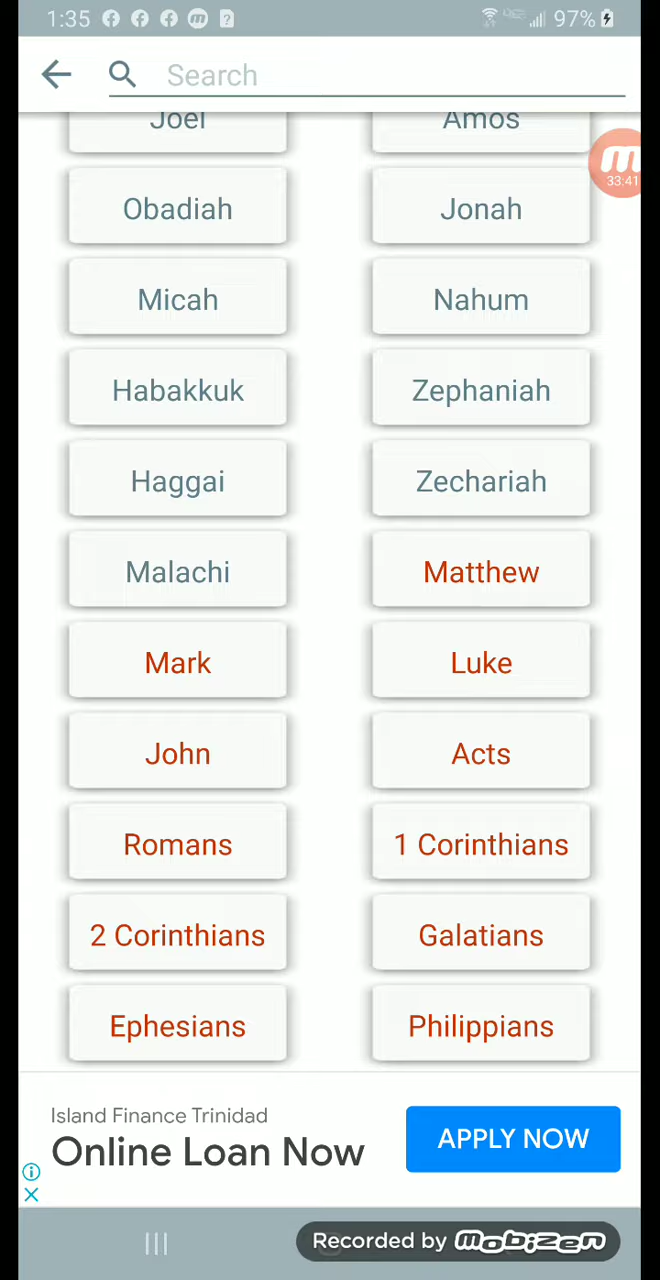 1:35 97%
Search
Joel Amos
33:41
Obadiah Jonah
Micah Nahum
Habakkuk Zephaniah
Haggai Zechariah
Malachi Matthew
Mark Luke
John Acts
Romans 1 Corinthians
2 Corinthians Galatians
Ephesians Philippians
Island Finance Trinidad
Online Loan Now
APPLY NOW
Recorded by mobizen